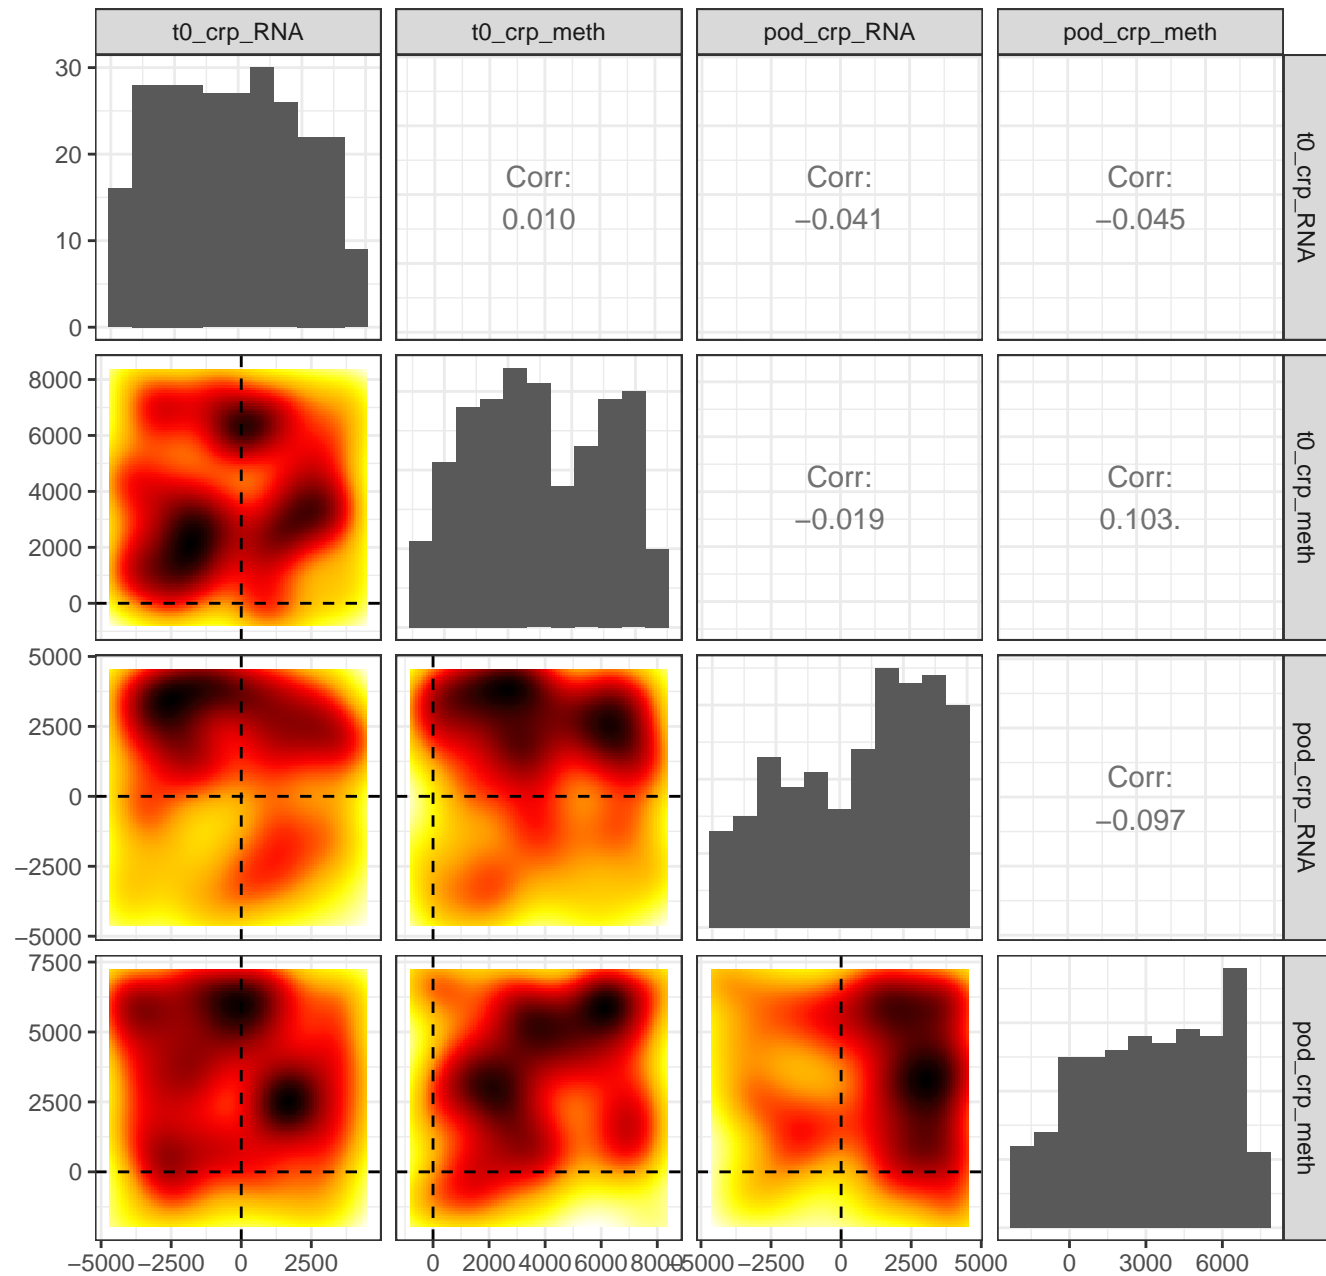 t0_crp_RNA
t0_crp_meth
pod_crp_RNA
pod_crp_meth
30
20
10
0
Corr:
0.010
Corr:
−0.041
Corr:
−0.045
t0_crp_RNA
8000
6000
4000
2000
0
Corr:
−0.019
Corr:
0.103.
t0_crp_meth
5000
2500
0
−2500
−5000
Corr:
−0.097
pod_crp_RNA
7500
5000
2500
0
pod_crp_meth
−5000 −2500 0 2500
0 2000 4000 6000 8000
−5000 −2500 0 2500 5000
0 3000 6000